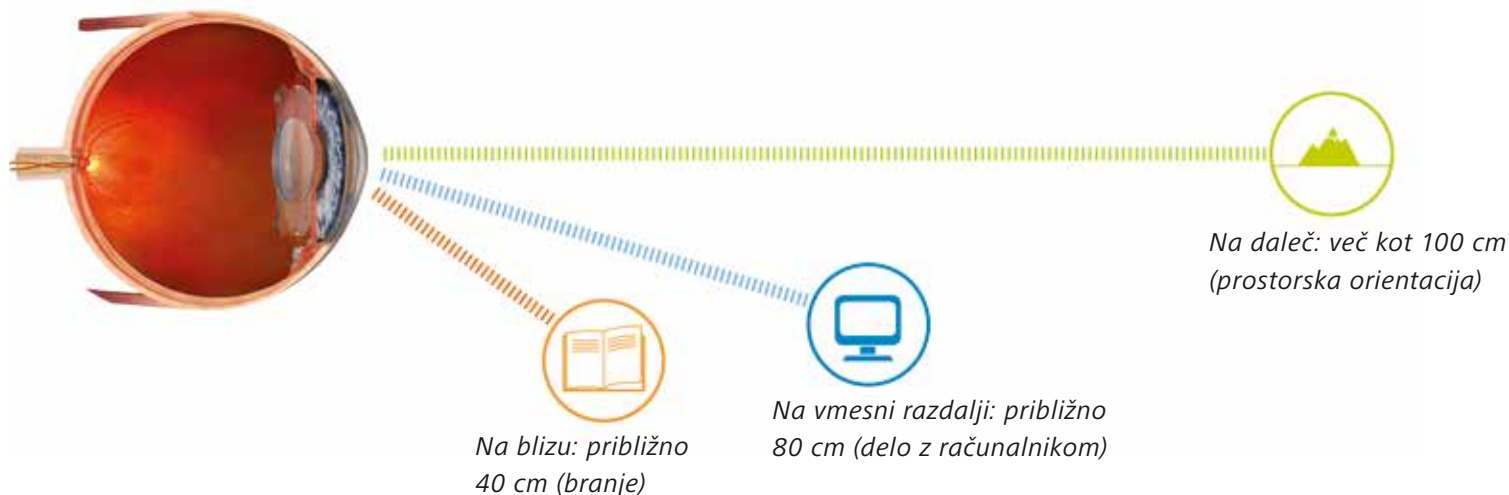 Na daleč: več kot 100 cm
(prostorska orientacija)
Na vmesni razdalji: približno
80 cm (delo z računalnikom)
Na blizu: približno
40 cm (branje)